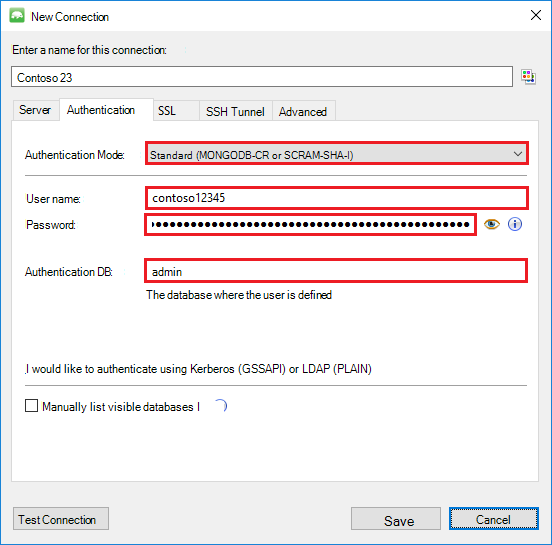 New Connection
Enter a name for this connection:
Contoso 23
Server Authentication SSL SSH Tunnel Advanced
Authentication Mode: Standard (MONGODB-CR or SCRAM-SHA-I)
User name: contoso12345
Password: ●●●●●●●●●●●●●●●●●●●●●●●●●●●●●●●●●●●●●●●●●●
Authentication DB: admin
The database where the user is defined
.I would like to authenticate using Kerberos (GSSAPI) or LDAP (PLAIN)
Manually list visible databases I
Test Connection Save Cancel